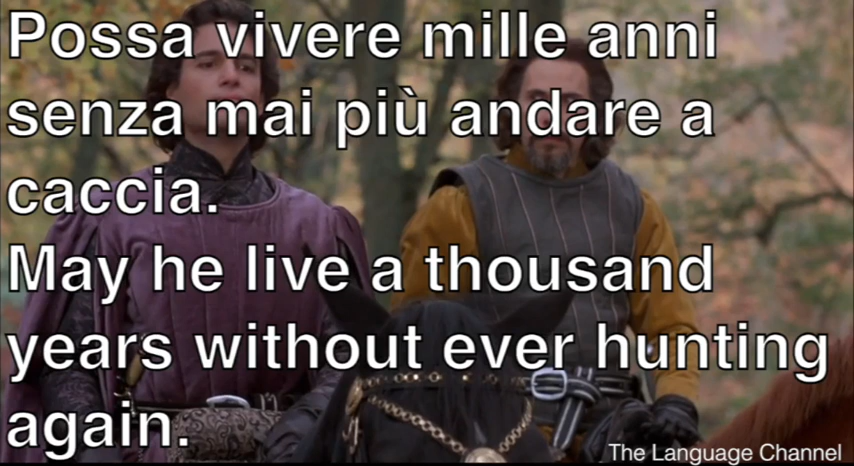 Possa vivere mille anni
senza mai più andare a
caccia.
May he live a thousand
years without ever hunting
again.
The Language Channel